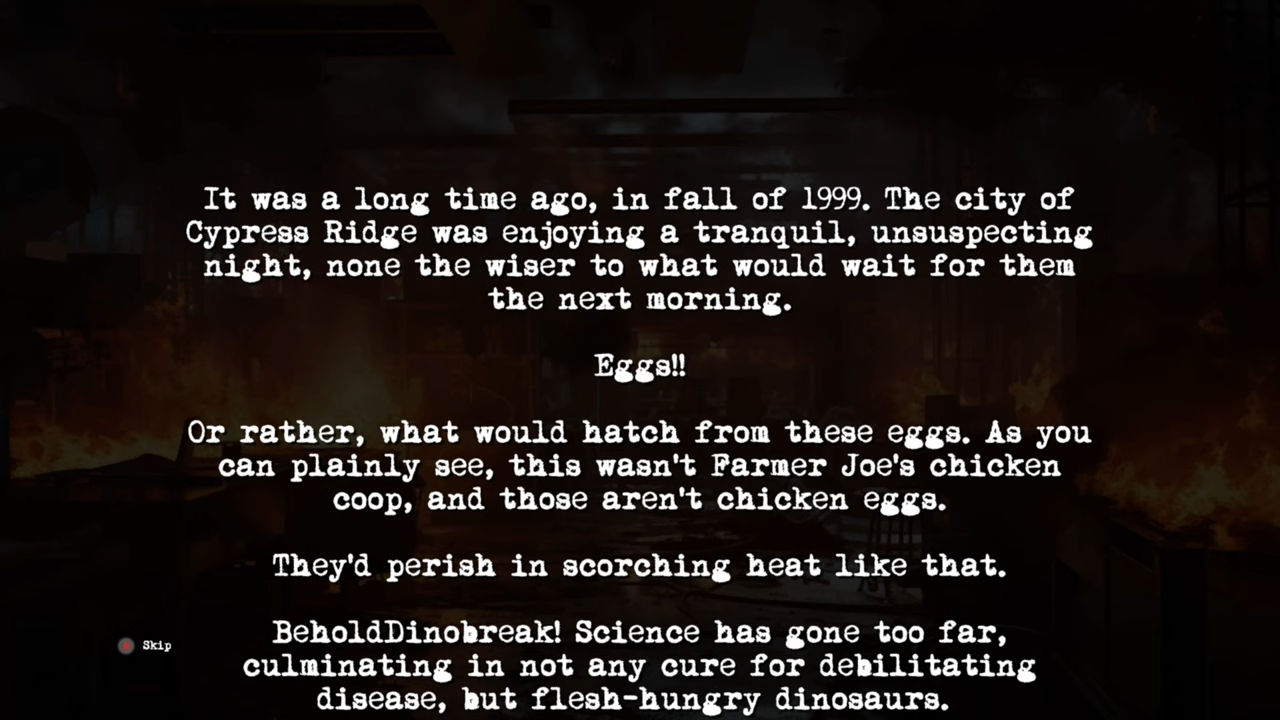 It was a long time ago, in fall of 1999. The city of
Cypress Ridge was enjoying a tranquil, unsuspecting
night, none the wiser to what would wait for them
the next morning.
Eggs!!
Or rather, what would hatch from these eggs. As you
can plainly see, this wasn't Farmer Joe's chicken
coop, and those aren't chicken eggs.
They'd perish in scorching heat like that.
BeholdDinobreak! Science has gone too far,
culminating in not any cure for debilitating
disease, but flesh-hungry dinosaurs.
Skip